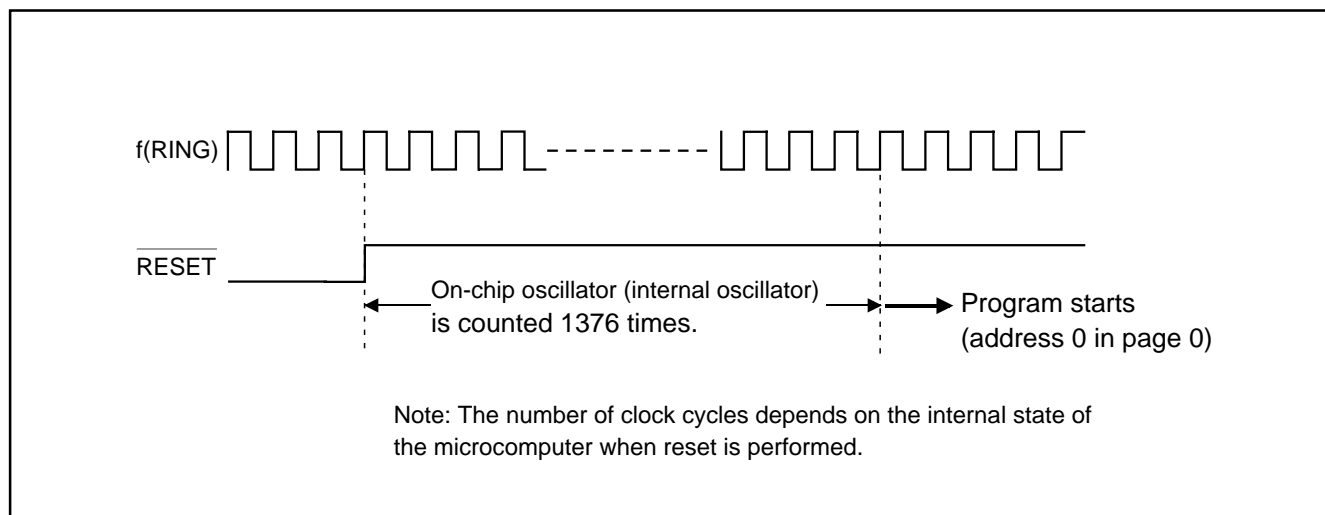 f(RING)
RESET
On-chip oscillator (internal oscillator)
is counted 1376 times.
Program starts
(address 0 in page 0)
Note: The number of clock cycles depends on the internal state of
the microcomputer when reset is performed.